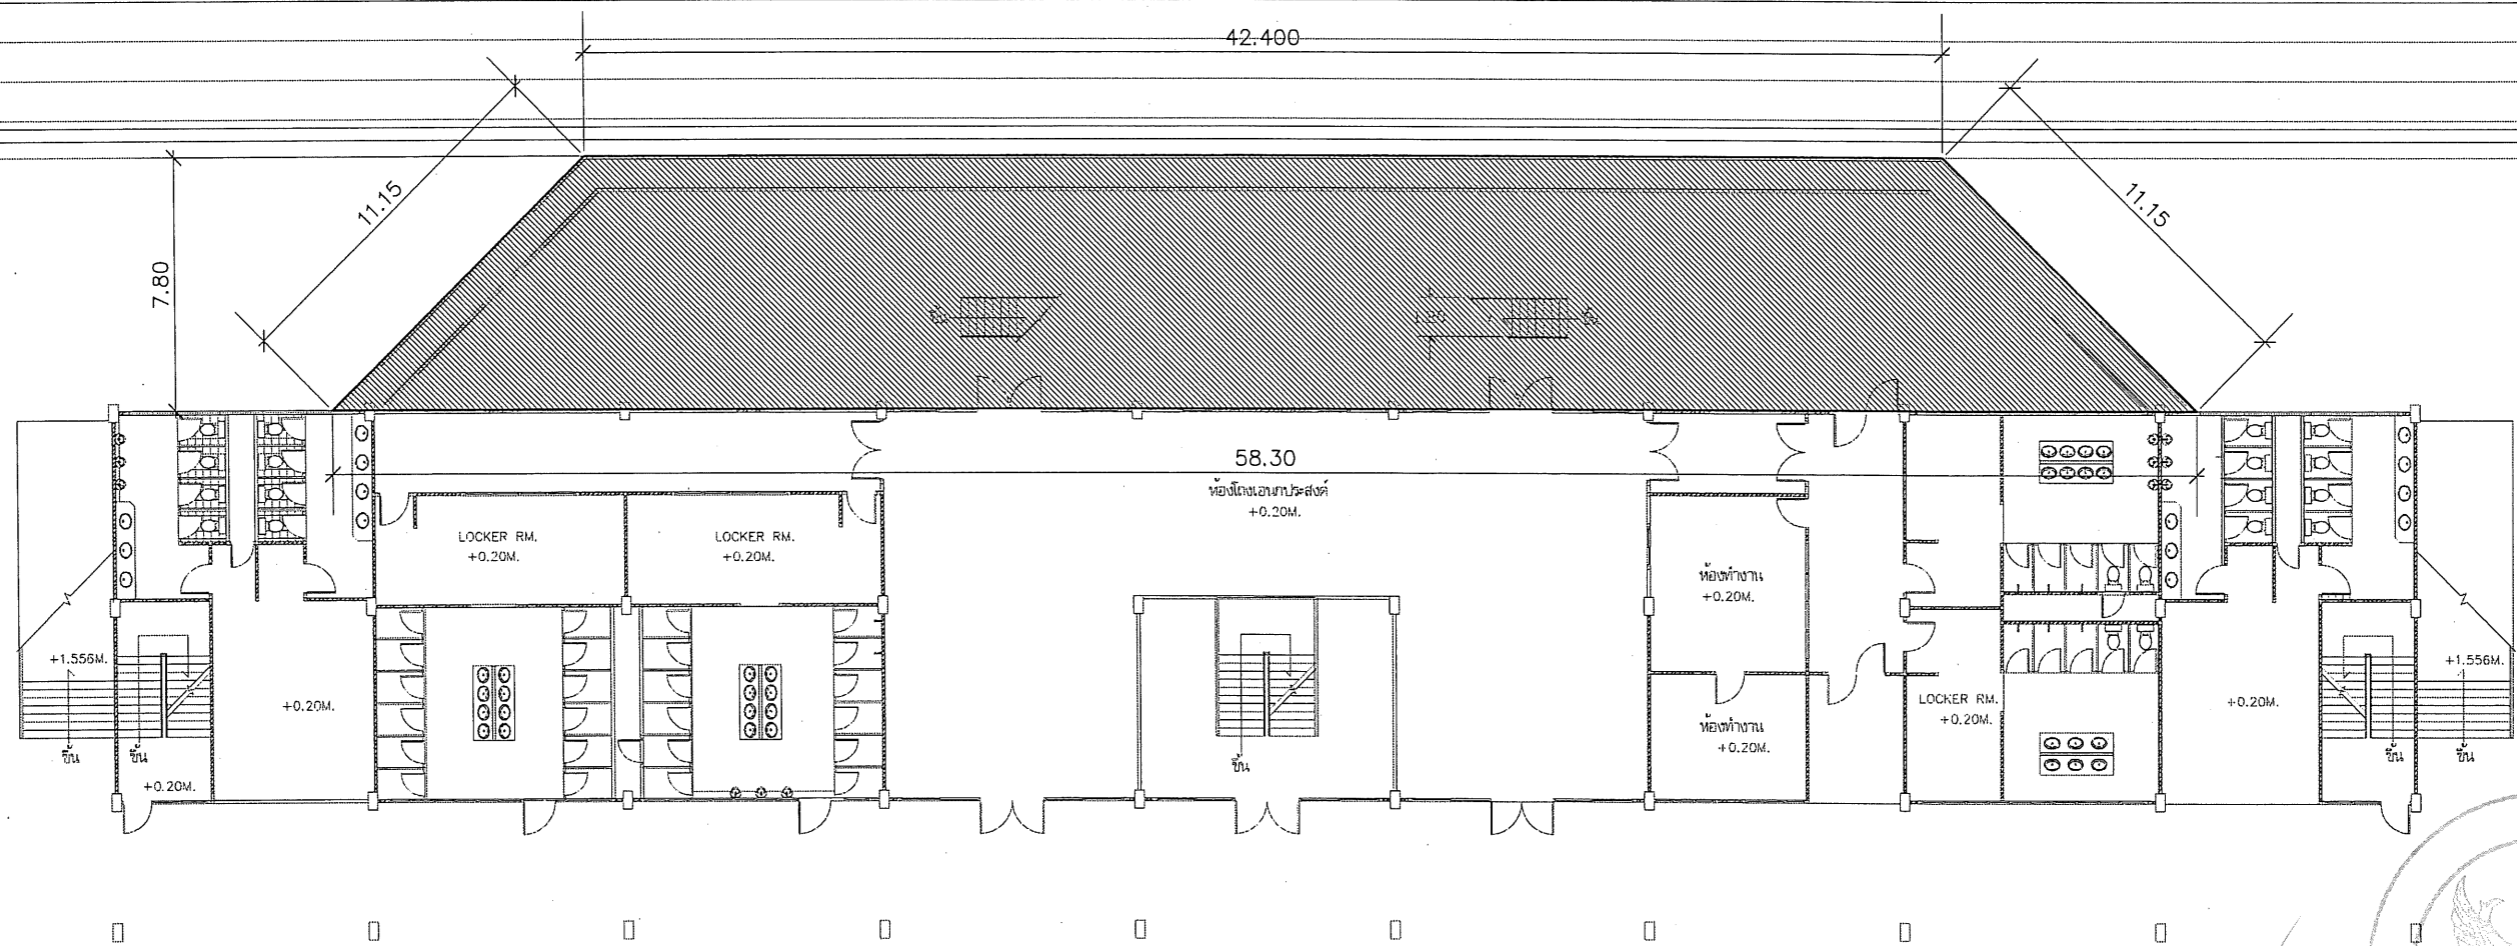 42.400
11.15
11.15
7.80
1.80
58.30
ห้องโถงเอนกประสงค์
+0.20M.
LOCKER RM.
+0.20M.
LOCKER RM.
+0.20M.
ห้องทำงาน
+0.20M.
+1.556M.
+0.20M.
ขึ้น
ขึ้น
+0.20M.
ขึ้น
ห้องทำงาน
+0.20M.
LOCKER RM.
+0.20M.
+0.20M.
+1.556M.
ขึ้น
ขึ้น